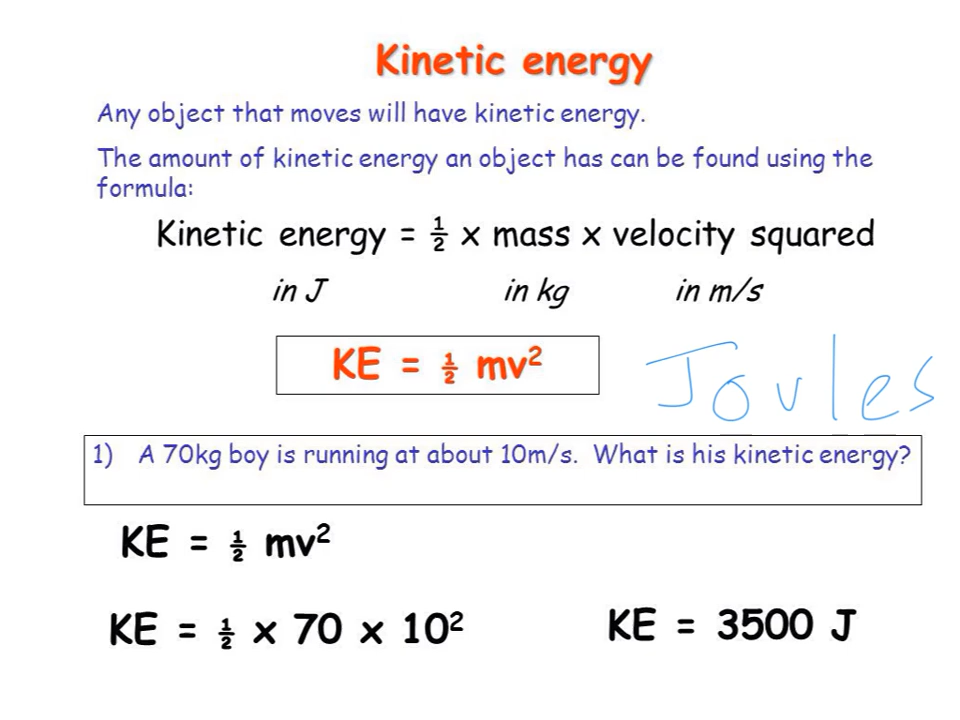 Kinetic energy
Any object that moves will have kinetic energy.
The amount of kinetic energy an object has can be found using the
formula:
Kinetic energy = ½ x mass x velocity squared
in J in kg in m/s
KE = ½ mv²
Joules
1) A 70kg boy is running at about 10m/s. What is his kinetic energy?
KE = ½ mv²
KE = ½ x 70 x 10²
KE = 3500 J